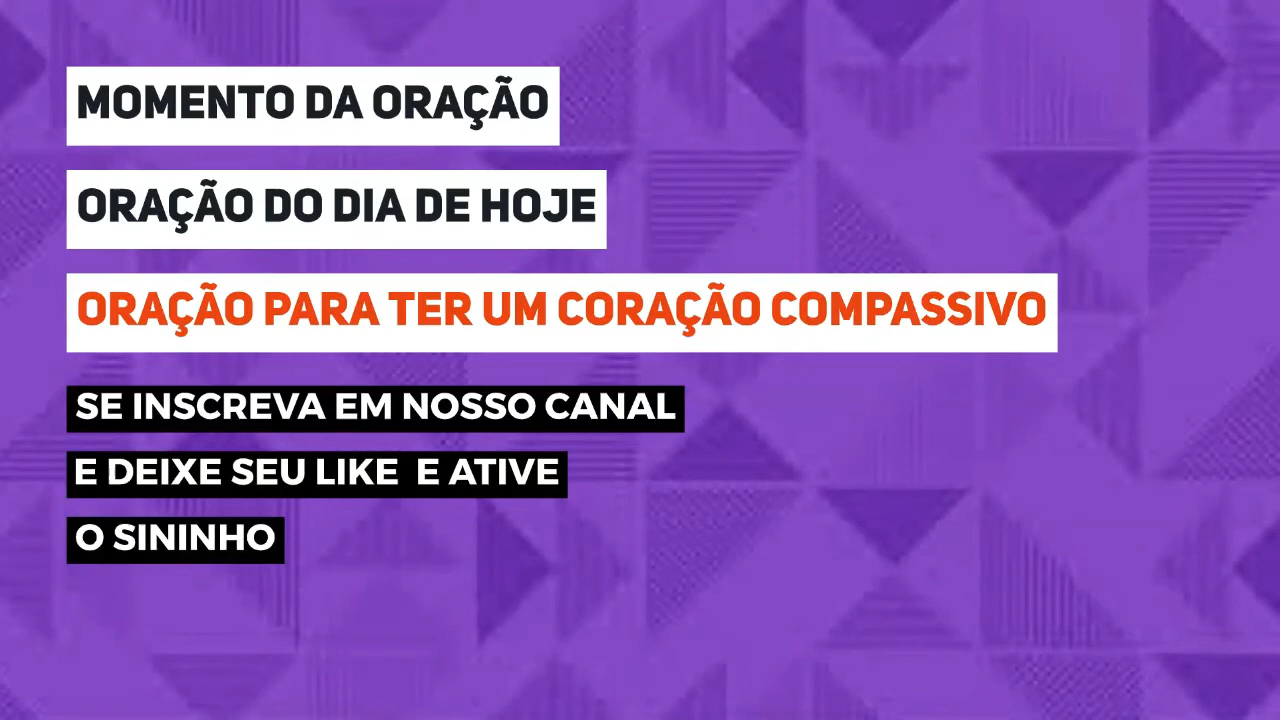 MOMENTO DA ORAÇÃO
ORAÇÃO DO DIA DE HOJE
ORAÇÃO PARA TER UM CORAÇÃO COMPASSIVO
SE INSCREVA EM NOSSO CANAL
E DEIXE SEU LIKE E ATIVE
O SININHO